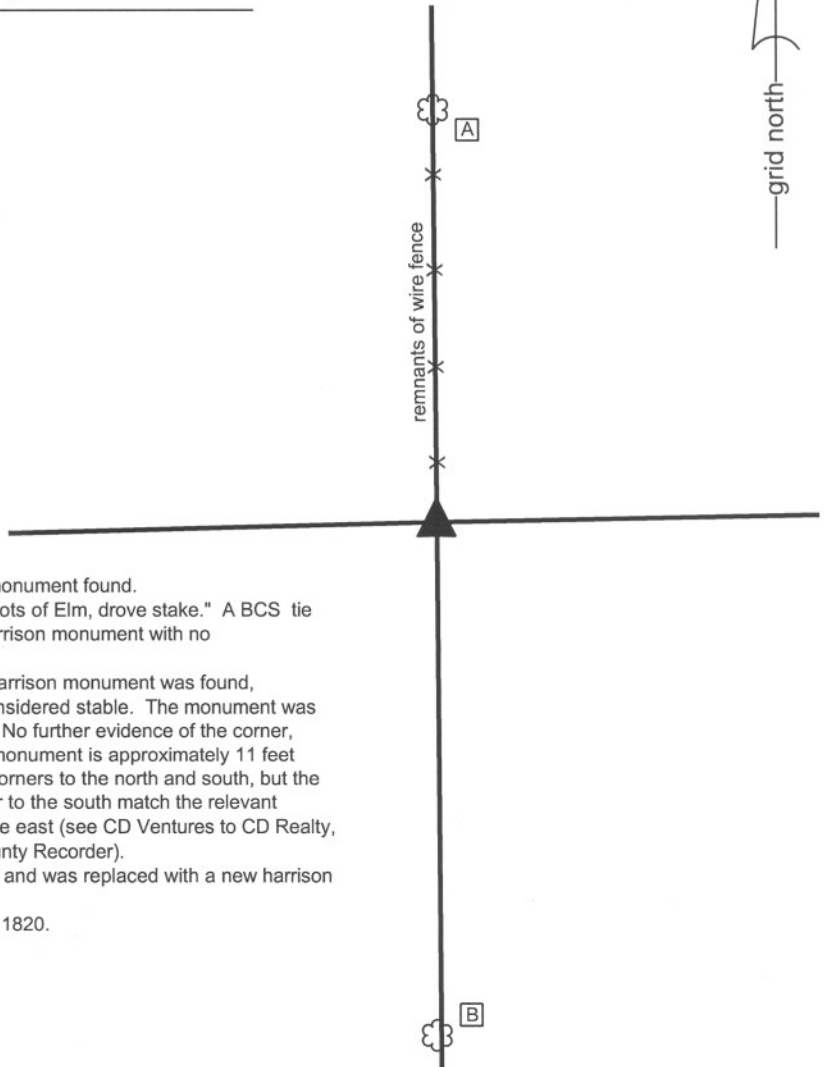 A
grid north
remnants of wire fence
monument found.
ots of Elm, drove stake." A BCS tie
rrison monument with no
arrison monument was found,
nsidered stable. The monument was
No further evidence of the corner,
monument is approximately 11 feet
orners to the north and south, but the
r to the south match the relevant
e east (see CD Ventures to CD Realty,
unty Recorder).
and was replaced with a new harrison
1820.
B